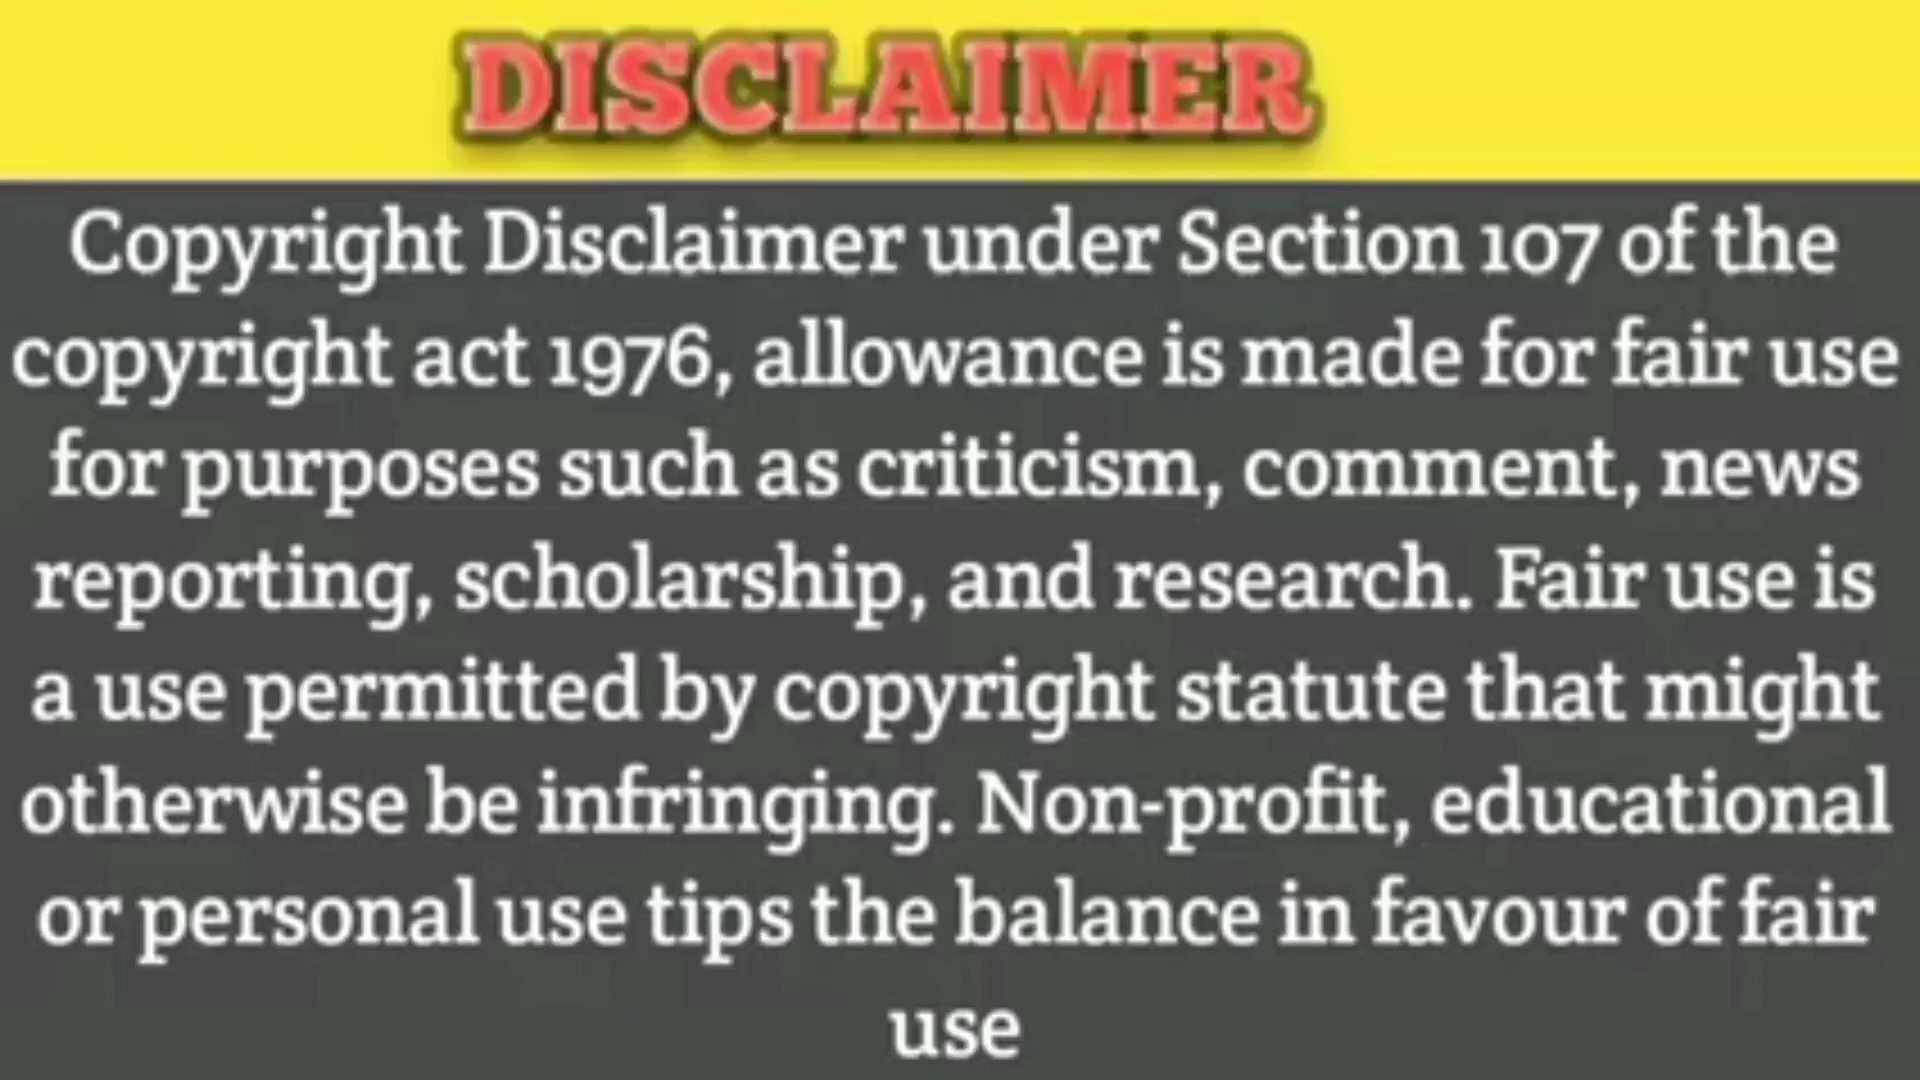 DISCLAIMER
Copyright Disclaimer under Section 107 of the
copyright act 1976, allowance is made for fair use
for purposes such as criticism, comment, news
reporting, scholarship, and research. Fair use is
a use permitted by copyright statute that might
otherwise be infringing. Non-profit, educational
or personal use tips the balance in favour of fair
use